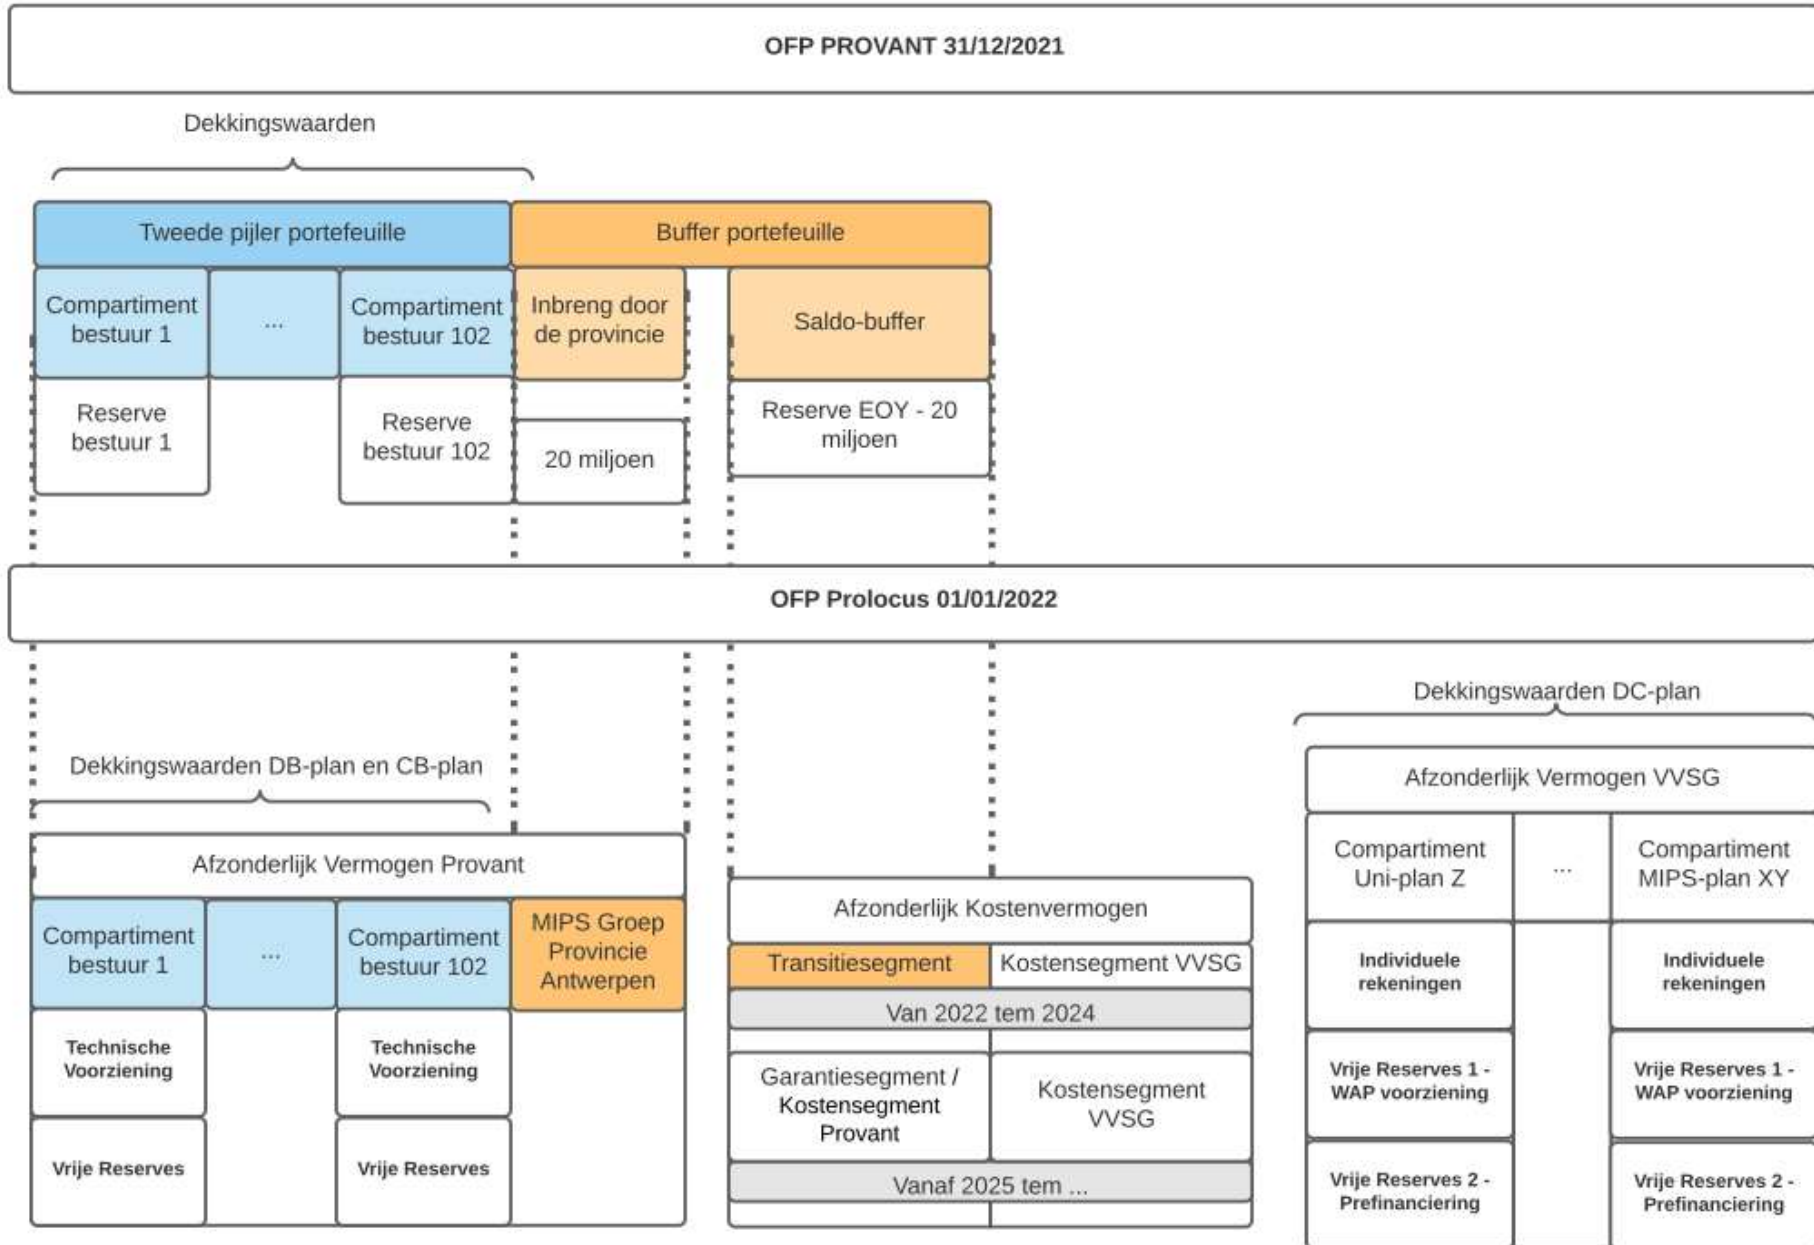 OFP PROVANT 31/12/2021
Dekkingswaarden
Tweede pijler portefeuille
Buffer portefeuille
Compartiment
bestuur 1
...
Compartiment
bestuur 102
Inbreng door
de provincie
Saldo-buffer
Reserve
bestuur 1
Reserve
bestuur 102
20 miljoen
Reserve EOY - 20
miljoen
OFP Prolocus 01/01/2022
Dekkingswaarden DB-plan en CB-plan
Afzonderlijk Vermogen Provant
Compartiment
bestuur 1
...
Compartiment
bestuur 102
MIPS Groep
Provincie
Antwerpen
Technische
Voorziening
Technische
Voorziening
Vrije Reserves
Vrije Reserves
Afzonderlijk Kostenvermogen
Transitiesegment
Kostensegment VVSG
Van 2022 tem 2024
Garantiesegment /
Kostensegment
Provant
Kostensegment
VVSG
Vanaf 2025 tem ...
Dekkingswaarden DC-plan
Afzonderlijk Vermogen VVSG
Compartiment
Uni-plan Z
...
Compartiment
MIPS-plan XY
Individuele
rekeningen
Individuele
rekeningen
Vrije Reserves 1 -
WAP voorziening
Vrije Reserves 1 -
WAP voorziening
Vrije Reserves 2 -
Prefinanciering
Vrije Reserves 2 -
Prefinanciering